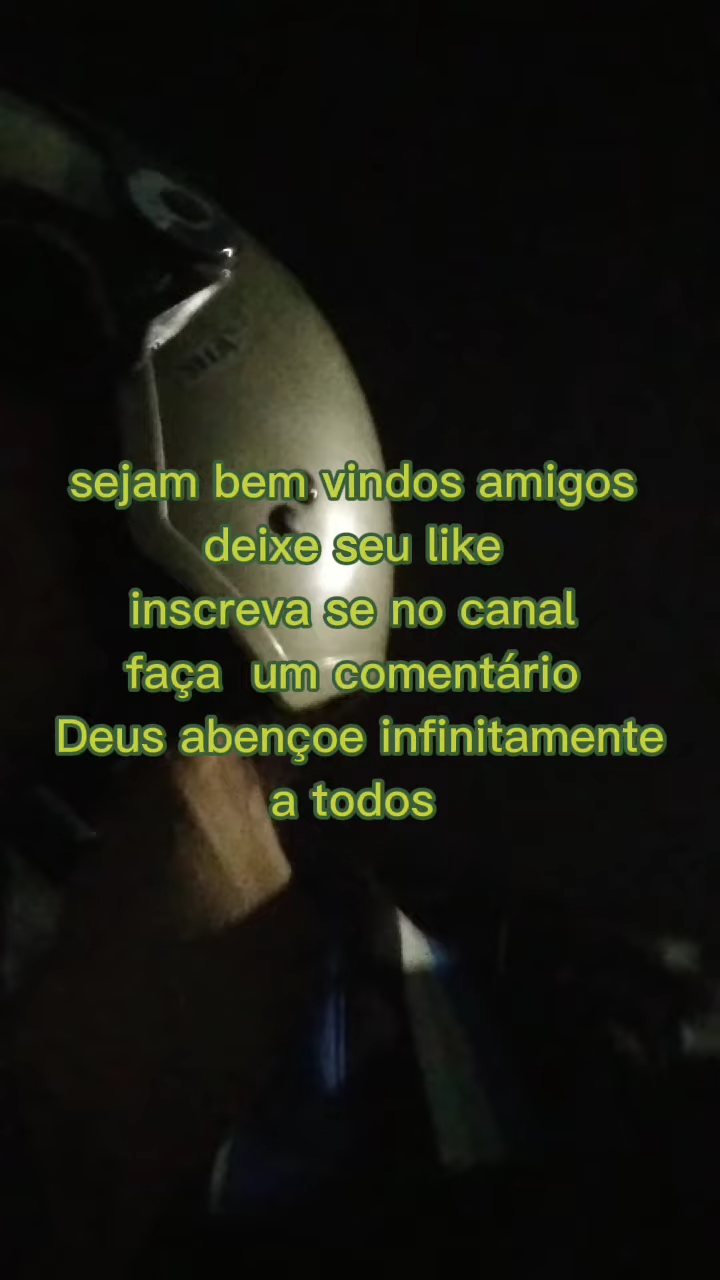 sejam bem vindos amigos
deixe seu like
inscreva se no canal
faça um comentário
Deus abençoe infinitamente
a todos